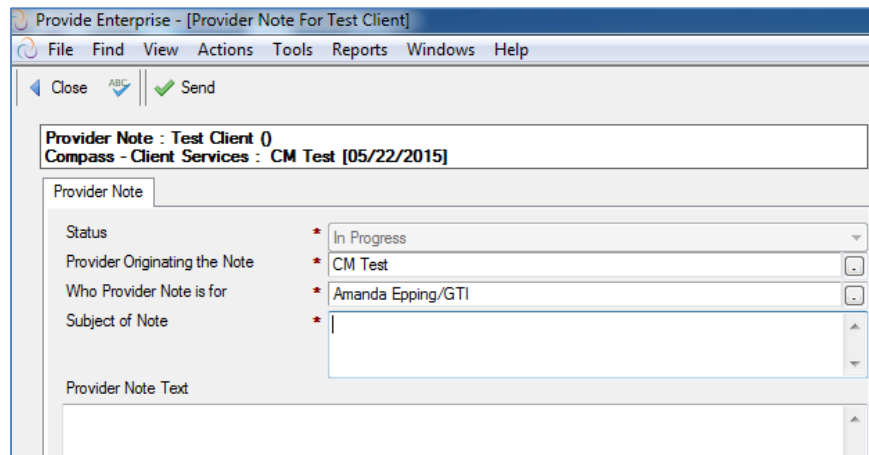 Provide Enterprise - [Provider Note For Test Client]
File Find View Actions Tools Reports Windows Help
Close ABC Send
Provider Note : Test Client ()
Compass - Client Services : CM Test [05/22/2015]
Provider Note
Status * In Progress
Provider Originating the Note * CM Test
Who Provider Note is for * Amanda Epping/GTI
Subject of Note *
Provider Note Text